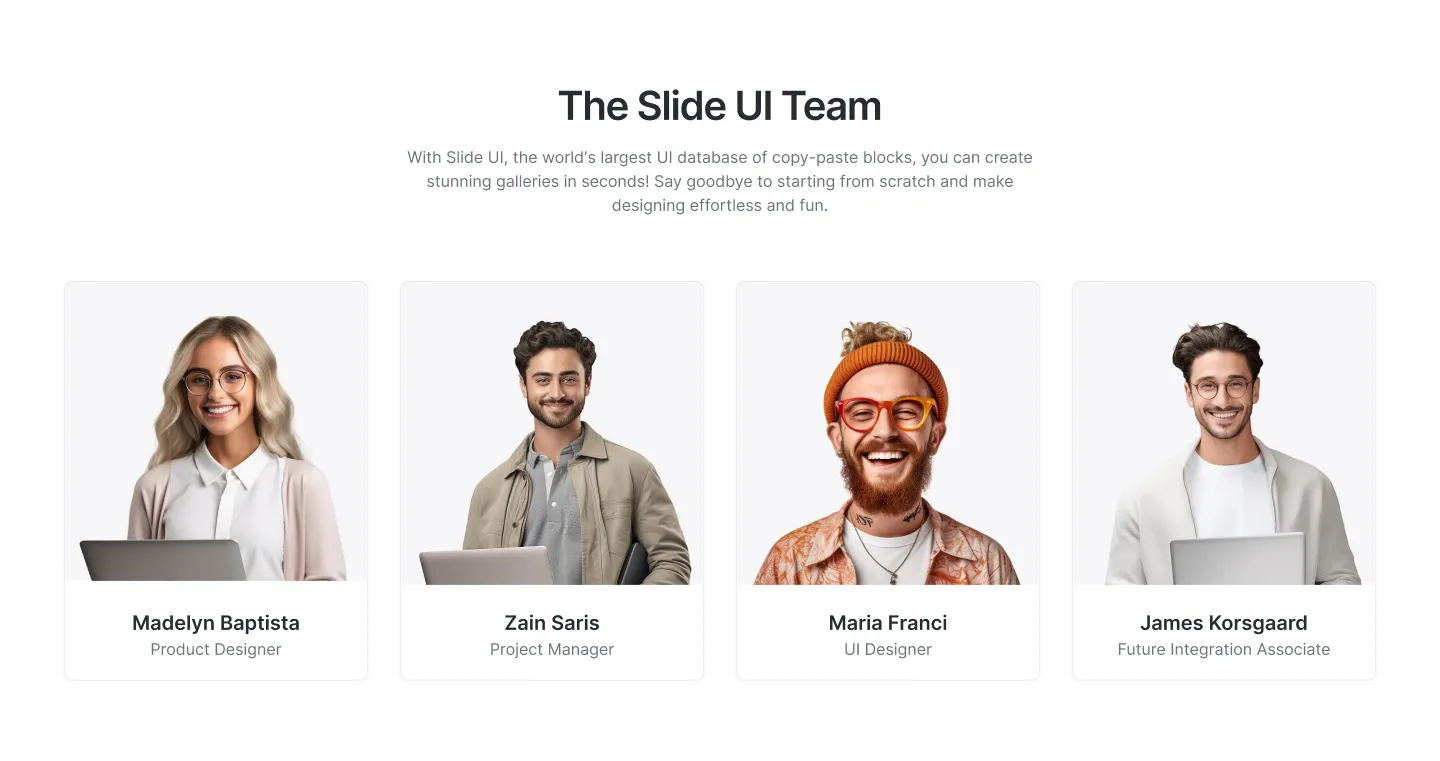 The Slide UI Team
With Slide UI, the world's largest UI database of copy-paste blocks, you can create
stunning galleries in seconds! Say goodbye to starting from scratch and make
designing effortless and fun.
Madelyn Baptista
Product Designer
Zain Saris
Project Manager
Maria Franci
UI Designer
James Korsgaard
Future Integration Associate